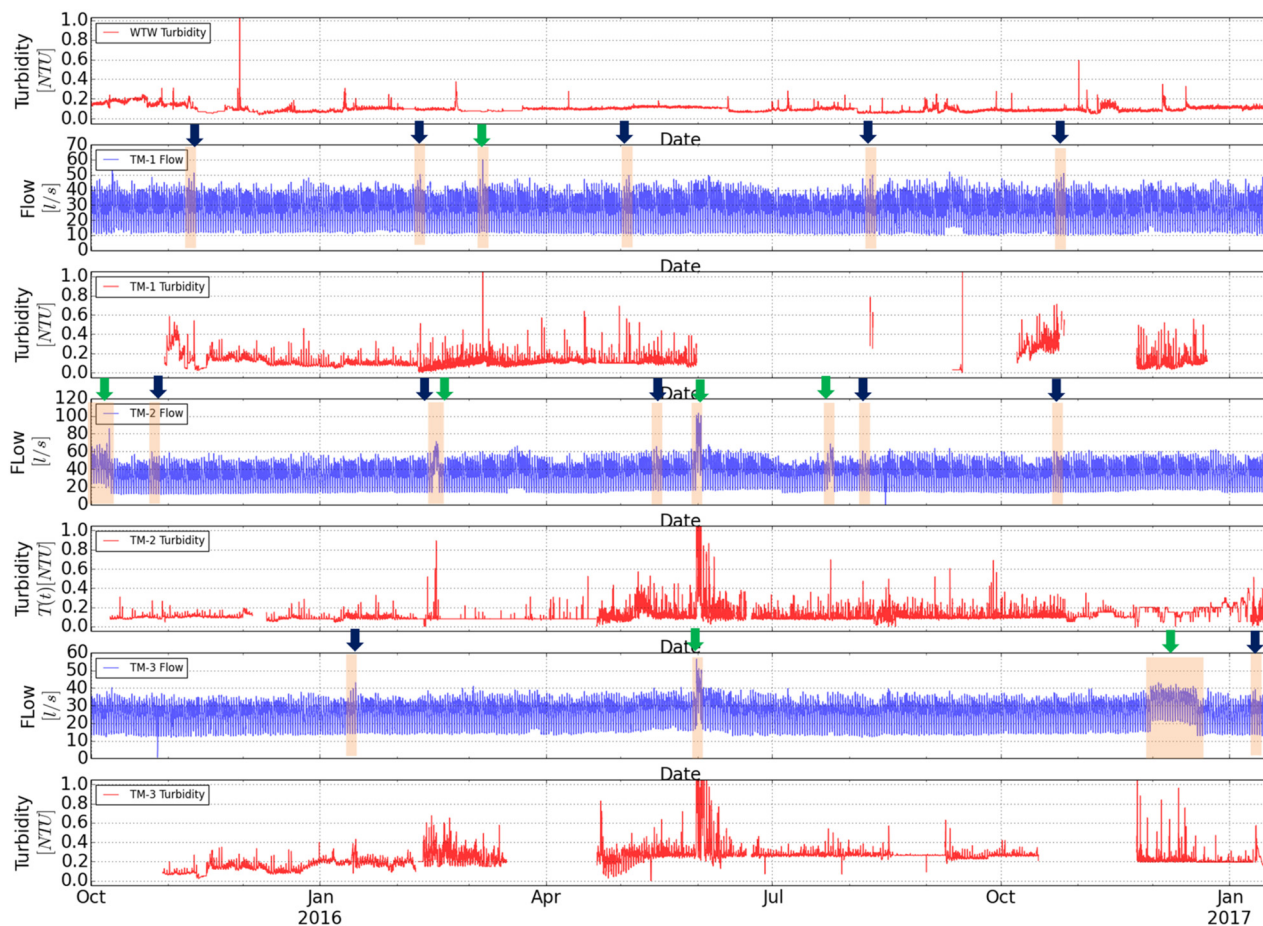 Turbidity
[NTU]
1.0
0.8
0.6
0.4
0.2
0.0
WTW Turbidity
Date
Flow
[l/s]
70
60
50
40
30
20
10
0
TM-1 Flow
Date
Turbidity
[NTU]
1.0
0.8
0.6
0.4
0.2
0.0
TM-1 Turbidity
Date
FLow
[l/s]
120
100
80
60
40
20
0
TM-2 Flow
Date
Turbidity
T(t)[NTU]
1.0
0.8
0.6
0.4
0.2
0.0
TM-2 Turbidity
Date
FLow
[l/s]
60
50
40
30
20
10
0
TM-3 Flow
Date
Turbidity
[NTU]
1.0
0.8
0.6
0.4
0.2
0.0
TM-3 Turbidity
Oct Jan Apr Jul Oct Jan
2016 2017